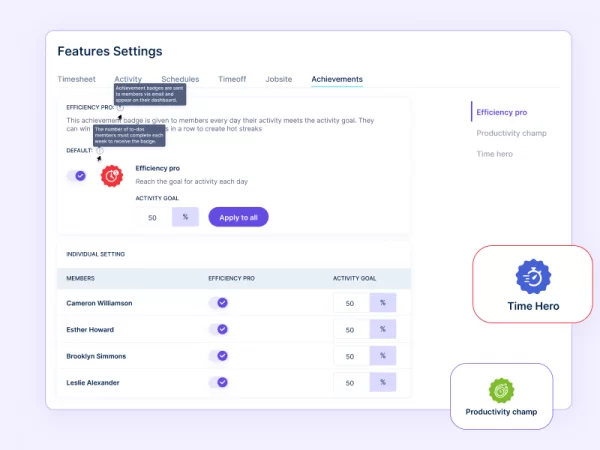 Features Settings
Timesheet Activity Schedules Timeoff Jobsite Achievements
Achievement badges are sent
to members via email and
appear on their dashboard.
EFFICIENCY PRO:
This achievement badge is given to members every day their activity meets the activity goal. They
can win
in a row to create hot streaks
The number of to-dos
members must complete each
week to receive the badge.
DEFAULT:
Efficiency pro
Reach the goal for activity each day
ACTIVITY GOAL
50 % Apply to all
INDIVIDUAL SETTING
MEMBERS EFFICIENCY PRO ACTIVITY GOAL
Cameron Williamson 50 %
Esther Howard 50 %
Brooklyn Simmons 50 %
Leslie Alexander 50 %
Efficiency pro
Productivity champ
Time hero
Time Hero
Productivity champ